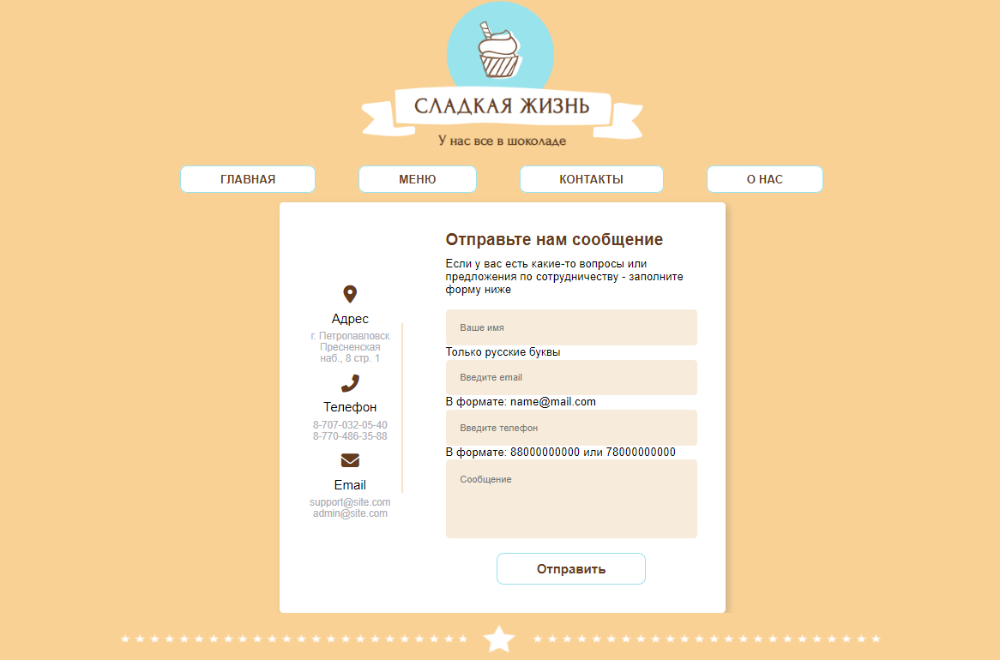 СЛАДКАЯ ЖИЗНЬ
У нас все в шоколаде
ГЛАВНАЯ
МЕНЮ
КОНТАКТЫ
О НАС
Адрес
г. Петропавловск
Пресненская
наб., 8 стр. 1
Телефон
8-707-032-05-40
8-770-486-35-88
Email
support@site.com
admin@site.com
Отправьте нам сообщение
Если у вас есть какие-то вопросы или
предложения по сотрудничеству - заполните
форму ниже
Ваше имя
Только русские буквы
Введите email
В формате: name@mail.com
Введите телефон
В формате: 88000000000 или 78000000000
Сообщение
Отправить